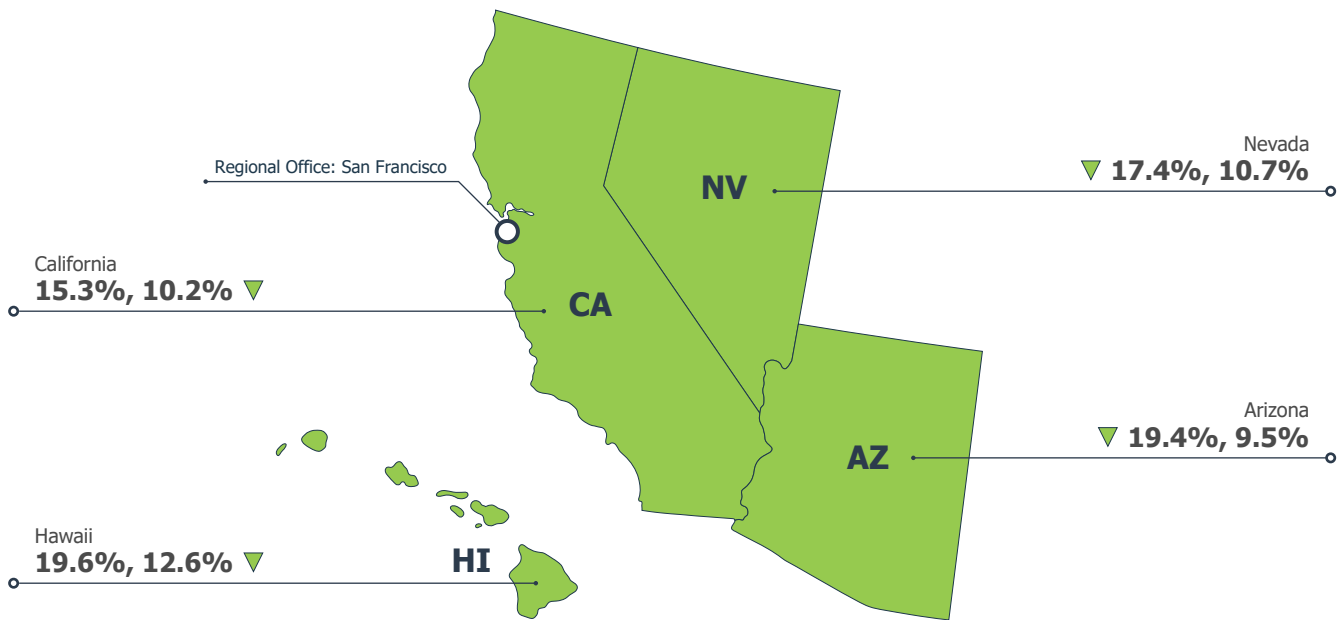 Regional Office: San Francisco
Nevada
17.4%, 10.7%
NV
California
15.3%, 10.2%
CA
Arizona
19.4%, 9.5%
AZ
Hawaii
19.6%, 12.6%
HI